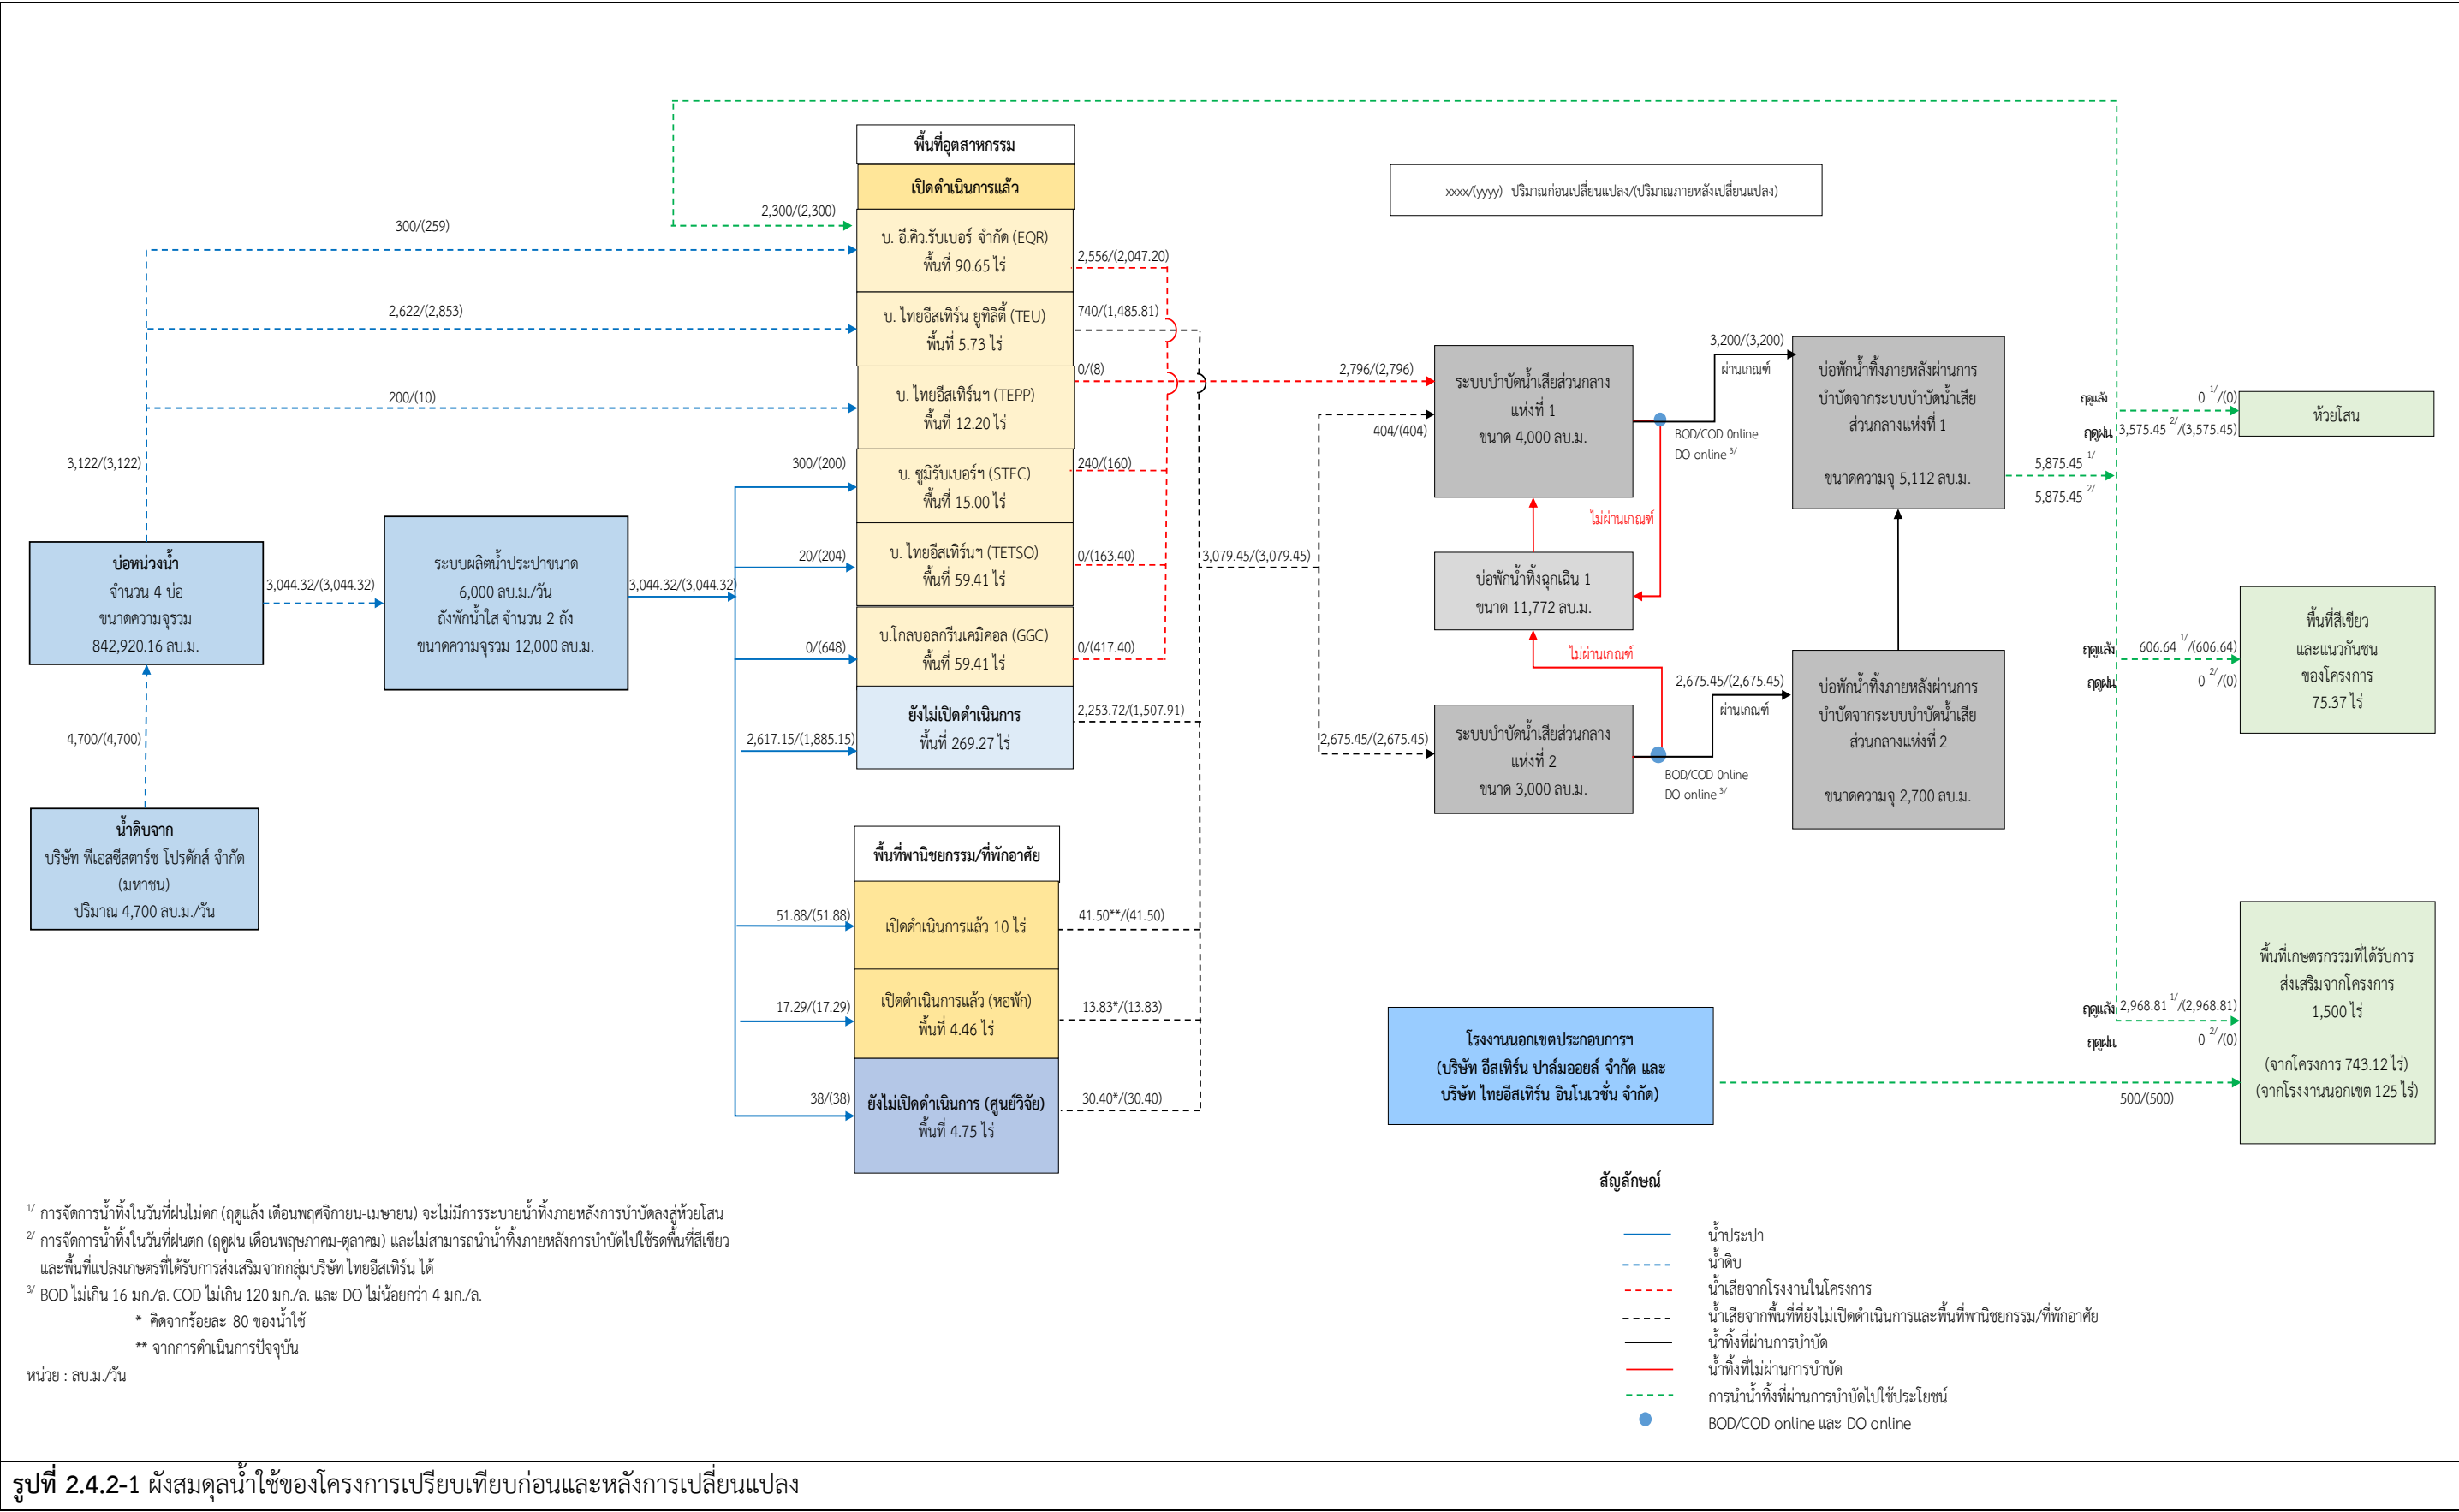 พื้นที่อุตสาหกรรม
เปิดดำเนินการแล้ว
xxxx/(yyyy) ปริมาณก่อนเปลี่ยนแปลง/(ปริมาณภายหลังเปลี่ยนแปลง)
2,300/(2,300)
300/(259)
บ. อี.คิว.รับเบอร์ จำกัด (EQR)
พื้นที่ 90.65 ไร่
2,556/(2,047.20)
2,622/(2,853)
บ. ไทยอีสเทิร์น ยูทิลิตี้ (TEU)
พื้นที่ 5.73 ไร่
740/(1,485.81)
200/(10)
บ. ไทยอีสเทิร์นฯ (TEPP)
พื้นที่ 12.20 ไร่
0/(8)
300/(200)
บ. ซูมิรับเบอร์ฯ (STEC)
พื้นที่ 15.00 ไร่
240/(160)
20/(204)
บ. ไทยอีสเทิร์นฯ (TETSO)
พื้นที่ 59.41 ไร่
0/(163.40)
0/(648)
บ.โกลบอลกรีนเคมิคอล (GGC)
พื้นที่ 59.41 ไร่
0/(417.40)
2,617.15/(1,885.15)
ยังไม่เปิดดำเนินการ
พื้นที่ 269.27 ไร่
2,253.72/(1,507.91)
3,122/(3,122)
บ่อหน่วงน้ำ
จำนวน 4 บ่อ
ขนาดความจุรวม
842,920.16 ลบ.ม.
3,044.32/(3,044.32)
ระบบผลิตน้ำประปาขนาด
6,000 ลบ.ม./วัน
ถังพักน้ำใส จำนวน 2 ถัง
ขนาดความจุรวม 12,000 ลบ.ม.
3,044.32/(3,044.32)
4,700/(4,700)
น้ำดิบจาก
บริษัท พีเอสซีสตาร์ช โปรดักส์ จำกัด
(มหาชน)
ปริมาณ 4,700 ลบ.ม./วัน
พื้นที่พานิชยกรรม/ที่พักอาศัย
51.88/(51.88)
เปิดดำเนินการแล้ว 10 ไร่
41.50**/(41.50)
17.29/(17.29)
เปิดดำเนินการแล้ว (หอพัก)
พื้นที่ 4.46 ไร่
13.83*/(13.83)
38/(38)
ยังไม่เปิดดำเนินการ (ศูนย์วิจัย)
พื้นที่ 4.75 ไร่
30.40*/(30.40)
3,079.45/(3,079.45)
2,796/(2,796)
404/(404)
ระบบบำบัดน้ำเสียส่วนกลาง
แห่งที่ 1
ขนาด 4,000 ลบ.ม.
BOD/COD 0nline
DO online 3/
3,200/(3,200)
ผ่านเกณฑ์
บ่อพักน้ำทิ้งภายหลังผ่านการ
บำบัดจากระบบบำบัดน้ำเสีย
ส่วนกลางแห่งที่ 1
ขนาดความจุ 5,112 ลบ.ม.
ไม่ผ่านเกณฑ์
บ่อพักน้ำทิ้งฉุกเฉิน 1
ขนาด 11,772 ลบ.ม.
ไม่ผ่านเกณฑ์
2,675.45/(2,675.45)
ระบบบำบัดน้ำเสียส่วนกลาง
แห่งที่ 2
ขนาด 3,000 ลบ.ม.
BOD/COD 0nline
DO online 3/
2,675.45/(2,675.45)
ผ่านเกณฑ์
บ่อพักน้ำทิ้งภายหลังผ่านการ
บำบัดจากระบบบำบัดน้ำเสีย
ส่วนกลางแห่งที่ 2
ขนาดความจุ 2,700 ลบ.ม.
5,875.45 1/
5,875.45 2/
ฤดูแล้ง 0 1/ /(0)
ฤดูฝน 3,575.45 2/ /(3,575.45)
ห้วยโสน
ฤดูแล้ง 606.64 1/ /(606.64)
ฤดูฝน 0 2/ /(0)
พื้นที่สีเขียว
และแนวกันชน
ของโครงการ
75.37 ไร่
ฤดูแล้ง 2,968.81 1/ /(2,968.81)
ฤดูฝน 0 2/ /(0)
พื้นที่เกษตรกรรมที่ได้รับการ
ส่งเสริมจากโครงการ
1,500 ไร่
(จากโครงการ 743.12 ไร่)
(จากโรงงานนอกเขต 125 ไร่)
โรงงานนอกเขตประกอบการฯ
(บริษัท อีสเทิร์น ปาล์มออยล์ จำกัด และ
บริษัท ไทยอีสเทิร์น อินโนเวชั่น จำกัด)
500/(500)
1/ การจัดการน้ำทิ้งในวันที่ฝนไม่ตก (ฤดูแล้ง เดือนพฤศจิกายน-เมษายน) จะไม่มีการระบายน้ำทิ้งภายหลังการบำบัดลงสู่ห้วยโสน
2/ การจัดการน้ำทิ้งในวันที่ฝนตก (ฤดูฝน เดือนพฤษภาคม-ตุลาคม) และไม่สามารถนำน้ำทิ้งภายหลังการบำบัดไปใช้รดพื้นที่สีเขียว
และพื้นที่แปลงเกษตรที่ได้รับการส่งเสริมจากกลุ่มบริษัท ไทยอีสเทิร์น ได้
3/ BOD ไม่เกิน 16 มก./ล. COD ไม่เกิน 120 มก./ล. และ DO ไม่น้อยกว่า 4 มก./ล.
* คิดจากร้อยละ 80 ของน้ำใช้
** จากการดำเนินการปัจจุบัน
หน่วย : ลบ.ม./วัน
สัญลักษณ์
น้ำประปา
น้ำดิบ
น้ำเสียจากโรงงานในโครงการ
น้ำเสียจากพื้นที่ที่ยังไม่เปิดดำเนินการและพื้นที่พานิชยกรรม/ที่พักอาศัย
น้ำทิ้งที่ผ่านการบำบัด
น้ำทิ้งที่ไม่ผ่านการบำบัด
การนำน้ำทิ้งที่ผ่านการบำบัดไปใช้ประโยชน์
BOD/COD online และ DO online
รูปที่ 2.4.2-1 ผังสมดุลน้ำใช้ของโครงการเปรียบเทียบก่อนและหลังการเปลี่ยนแปลง